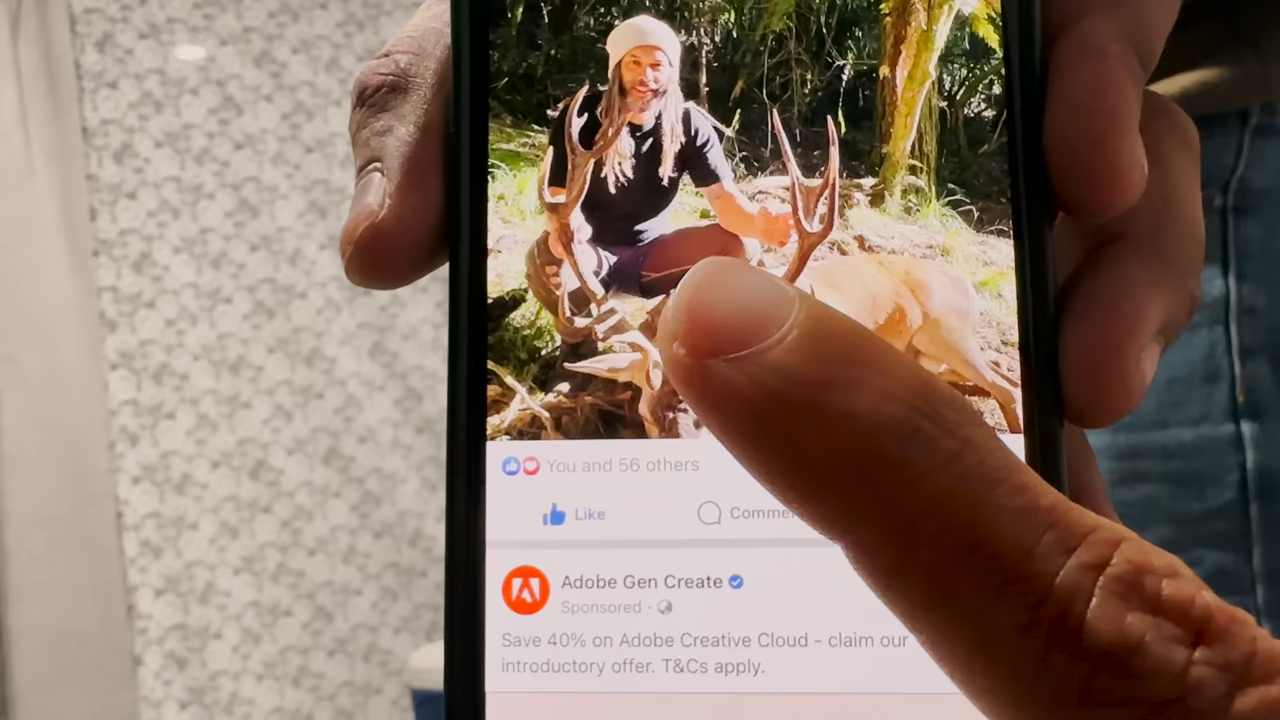 You and 56 others
Like
Adobe Gen Create
Sponsored ·
Save 40% on Adobe Creative Cloud – claim our
introductory offer. T&Cs apply.